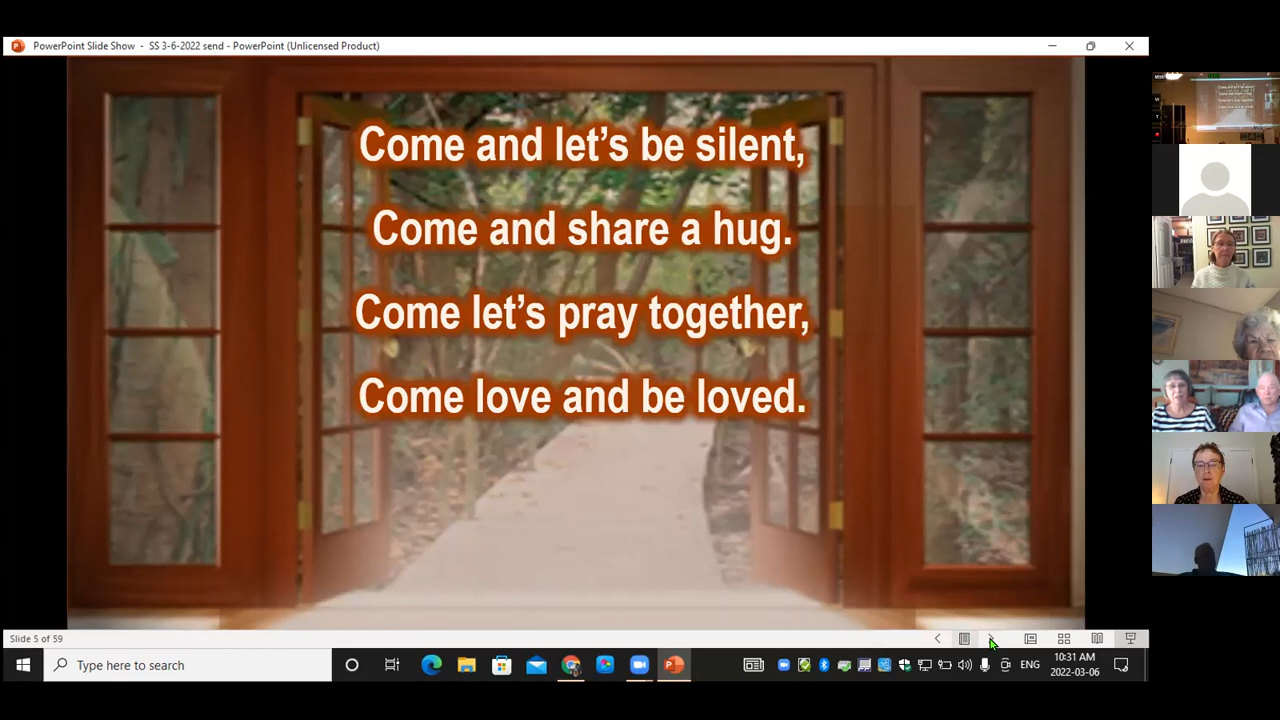 PowerPoint Slide Show - SS 3-6-2022 send - PowerPoint (Unlicensed Product)
Come and let’s be silent,
Come and share a hug.
Come let’s pray together,
Come love and be loved.
Slide 5 of 59
Type here to search
ENG
10:31 AM
2022-03-06